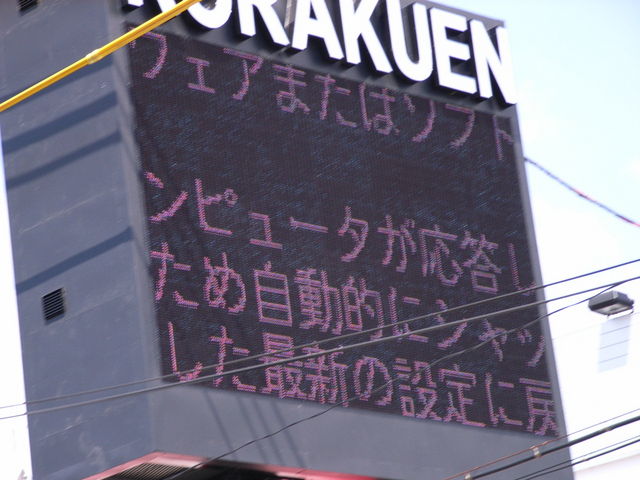 KORAKUEN
ウェアまたはソフト
ンピュータが応答し
ため自動的にシャッ
した最新の設定に戻